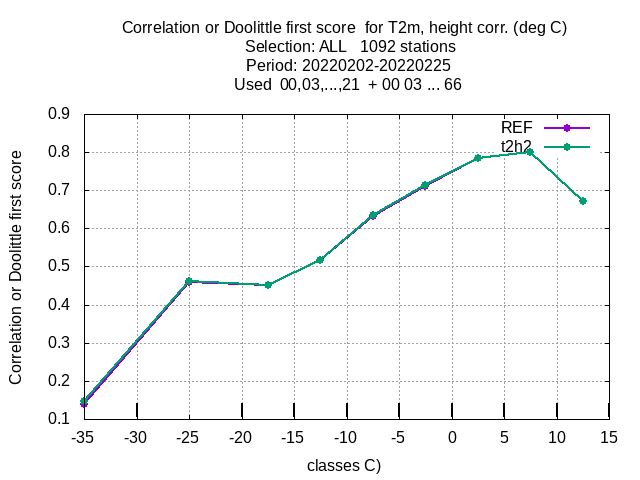 Correlation or Doolittle first score  for T2m, height corr. (deg C)
Selection: ALL   1092 stations
Period: 20220202-20220225
Used  00,03,...,21  + 00 03 ... 66
REF
t2h2
0.9
0.8
0.7
0.6
0.5
0.4
0.3
0.2
0.1
Correlation or Doolittle first score
-35 -30 -25 -20 -15 -10 -5 0 5 10 15
classes C)